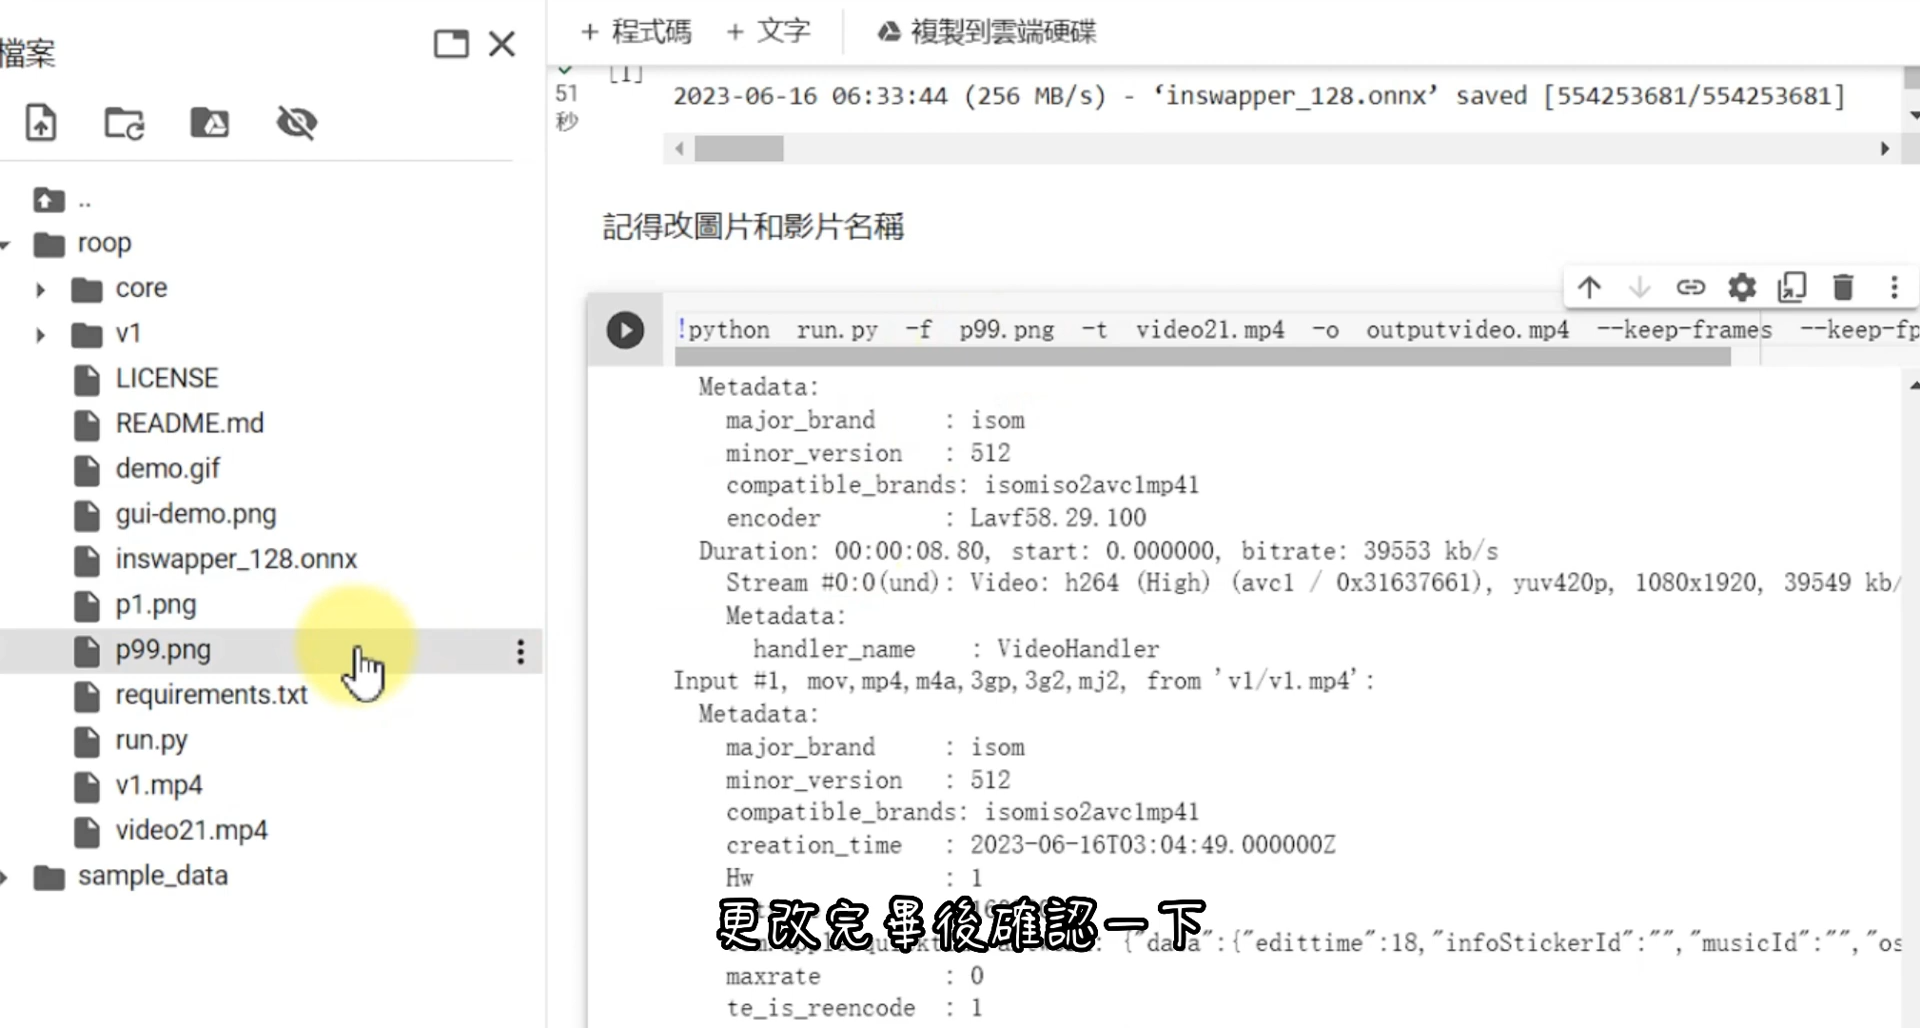 檔案
..
roop
core
v1
LICENSE
README.md
demo.gif
gui-demo.png
inswapper_128.onnx
p1.png
p99.png
requirements.txt
run.py
v1.mp4
video21.mp4
sample_data
+ 程式碼 + 文字 複製到雲端硬碟
[1]
51
秒
2023-06-16 06:33:44 (256 MB/s) - ‘inswapper_128.onnx’ saved [554253681/554253681]
記得改圖片和影片名稱
!python run.py -f p99.png -t video21.mp4 -o outputvideo.mp4 --keep-frames --keep-fp
Metadata:
major_brand : isom
minor_version : 512
compatible_brands: isomiso2avc1mp41
encoder : Lavf58.29.100
Duration: 00:00:08.80, start: 0.000000, bitrate: 39553 kb/s
Stream #0:0(und): Video: h264 (High) (avc1 / 0x31637661), yuv420p, 1080x1920, 39549 kb/
Metadata:
handler_name : VideoHandler
Input #1, mov,mp4,m4a,3gp,3g2,mj2, from 'v1/v1.mp4':
Metadata:
major_brand : isom
minor_version : 512
compatible_brands: isomiso2avc1mp41
creation_time : 2023-06-16T03:04:49.000000Z
Hw : 1
更改完畢後確認一下
{"data":{"edittime":18,"infoStickerId":"","musicId":"","os
maxrate : 0
te_is_reencode : 1